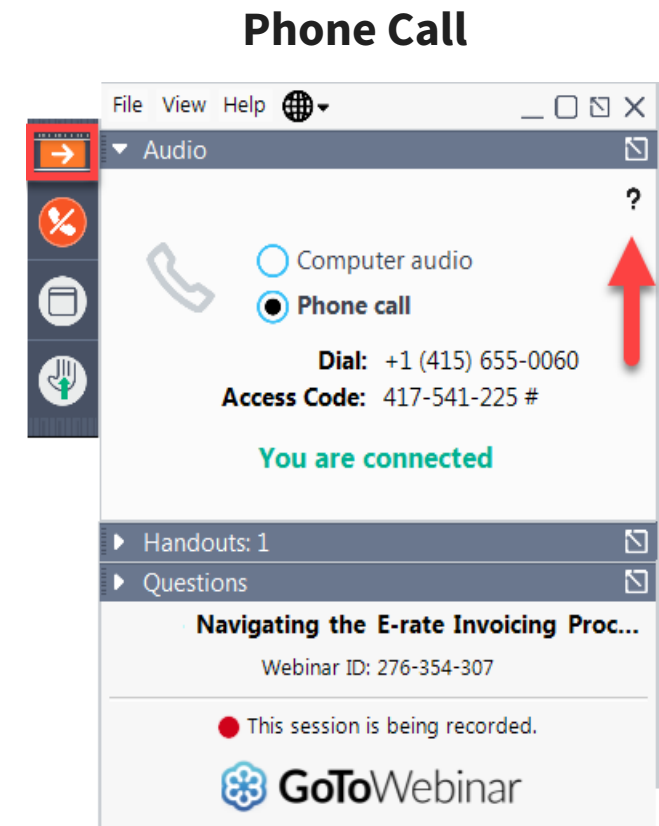 Phone Call
File View Help
Audio
?
Computer audio
Phone call
Dial: +1 (415) 655-0060
Access Code: 417-541-225 #
You are connected
Handouts: 1
Questions
Navigating the E-rate Invoicing Proc...
Webinar ID: 276-354-307
This session is being recorded.
GoToWebinar